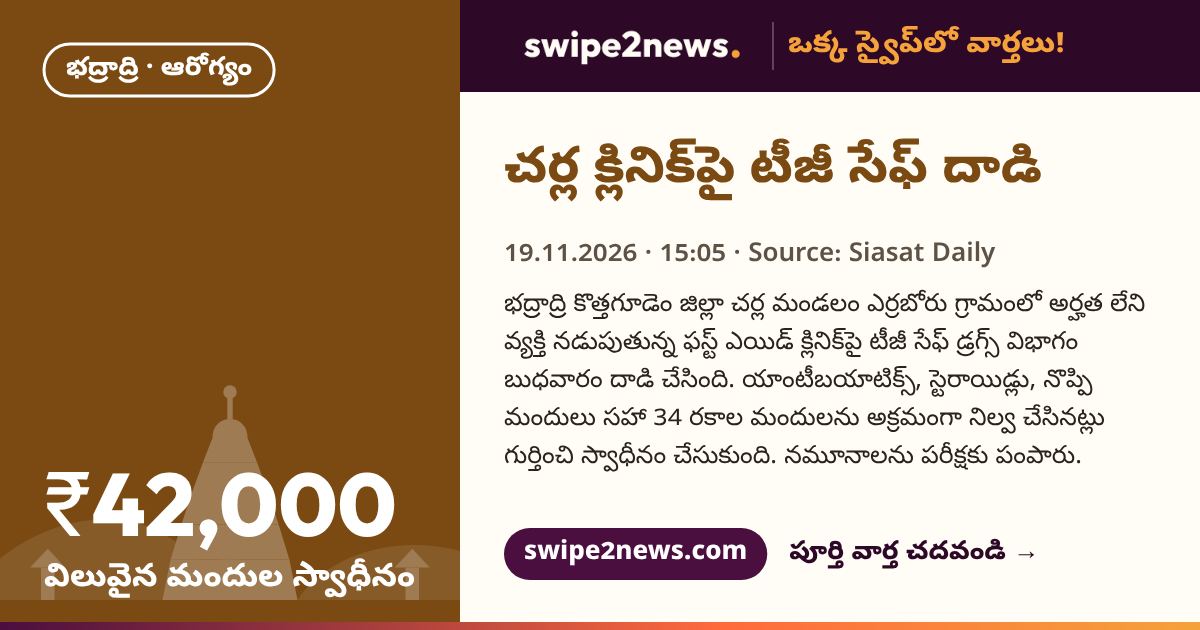 భద్రాద్రి · ఆరోగ్యం
₹42,000
విలువైన మందుల స్వాధీనం
swipe2news.
ఒక్క స్వైప్‌లో వార్తలు!
చర్ల క్లినిక్‌పై టీజీ సేఫ్ దాడి
19.11.2026 · 15:05 · Source: Siasat Daily
భద్రాద్రి కొత్తగూడెం జిల్లా చర్ల మండలం ఎర్రబోరు గ్రామంలో అర్హత లేని
వ్యక్తి నడుపుతున్న ఫస్ట్ ఎయిడ్ క్లినిక్‌పై టీజీ సేఫ్ డ్రగ్స్ విభాగం
బుధవారం దాడి చేసింది. యాంటీబయాటిక్స్, స్టెరాయిడ్లు, నొప్పి
మందులు సహా 34 రకాల మందులను అక్రమంగా నిల్వ చేసినట్లు
గుర్తించి స్వాధీనం చేసుకుంది. నమూనాలను పరీక్షకు పంపారు.
swipe2news.com
పూర్తి వార్త చదవండి →